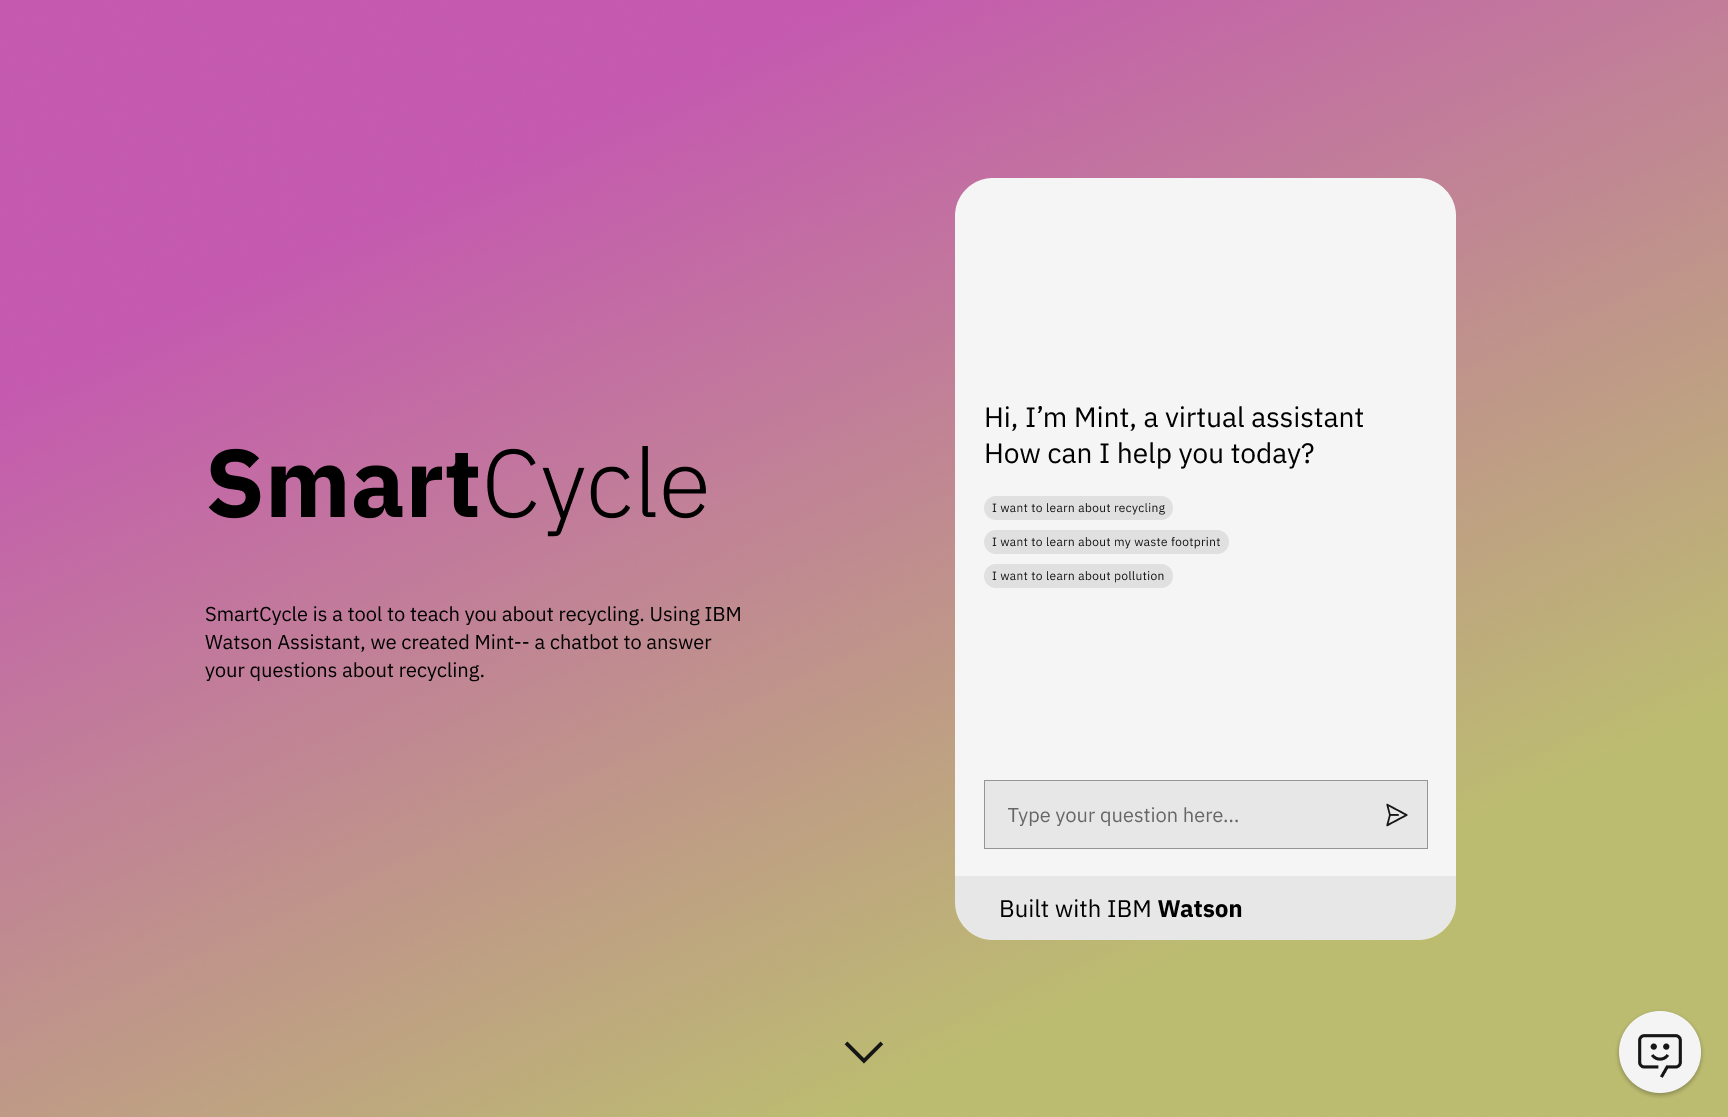 SmartCycle
SmartCycle is a tool to teach you about recycling. Using IBM
Watson Assistant, we created Mint-- a chatbot to answer
your questions about recycling.
Hi, I’m Mint, a virtual assistant
How can I help you today?
I want to learn about recycling
I want to learn about my waste footprint
I want to learn about pollution
Type your question here...
Built with IBM Watson